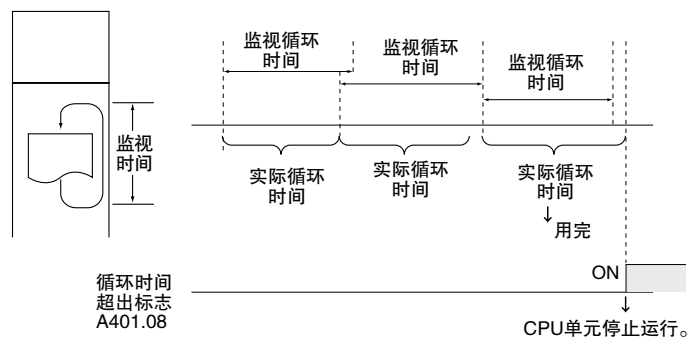 监视循环
时间
监视循环
时间
监视循环
时间
监视
时间
实际循环
时间
实际循环
时间
实际循环
时间
用完
循环时间
超出标志
A401.08
ON
CPU单元停止运行。